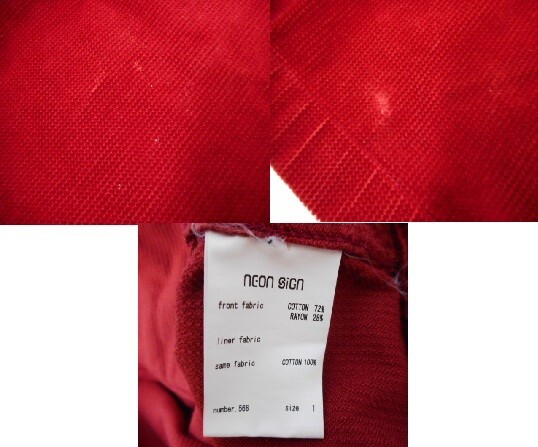 NEON SIGN
front fabric COTTON 72%
RAYON 28%
liner fabric
same fabric COTTON 100%
number.568 size 1